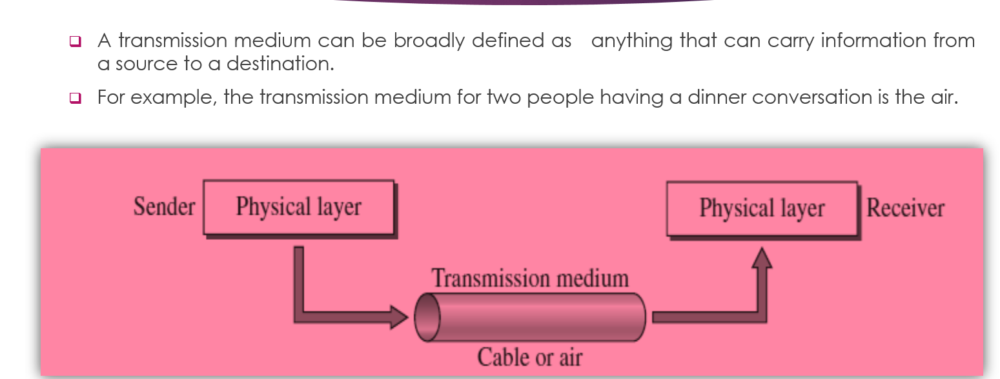 A transmission medium can be broadly defined as anything that can carry information from
a source to a destination.
For example, the transmission medium for two people having a dinner conversation is the air.
Sender Physical layer Physical layer Receiver
Transmission medium
Cable or air